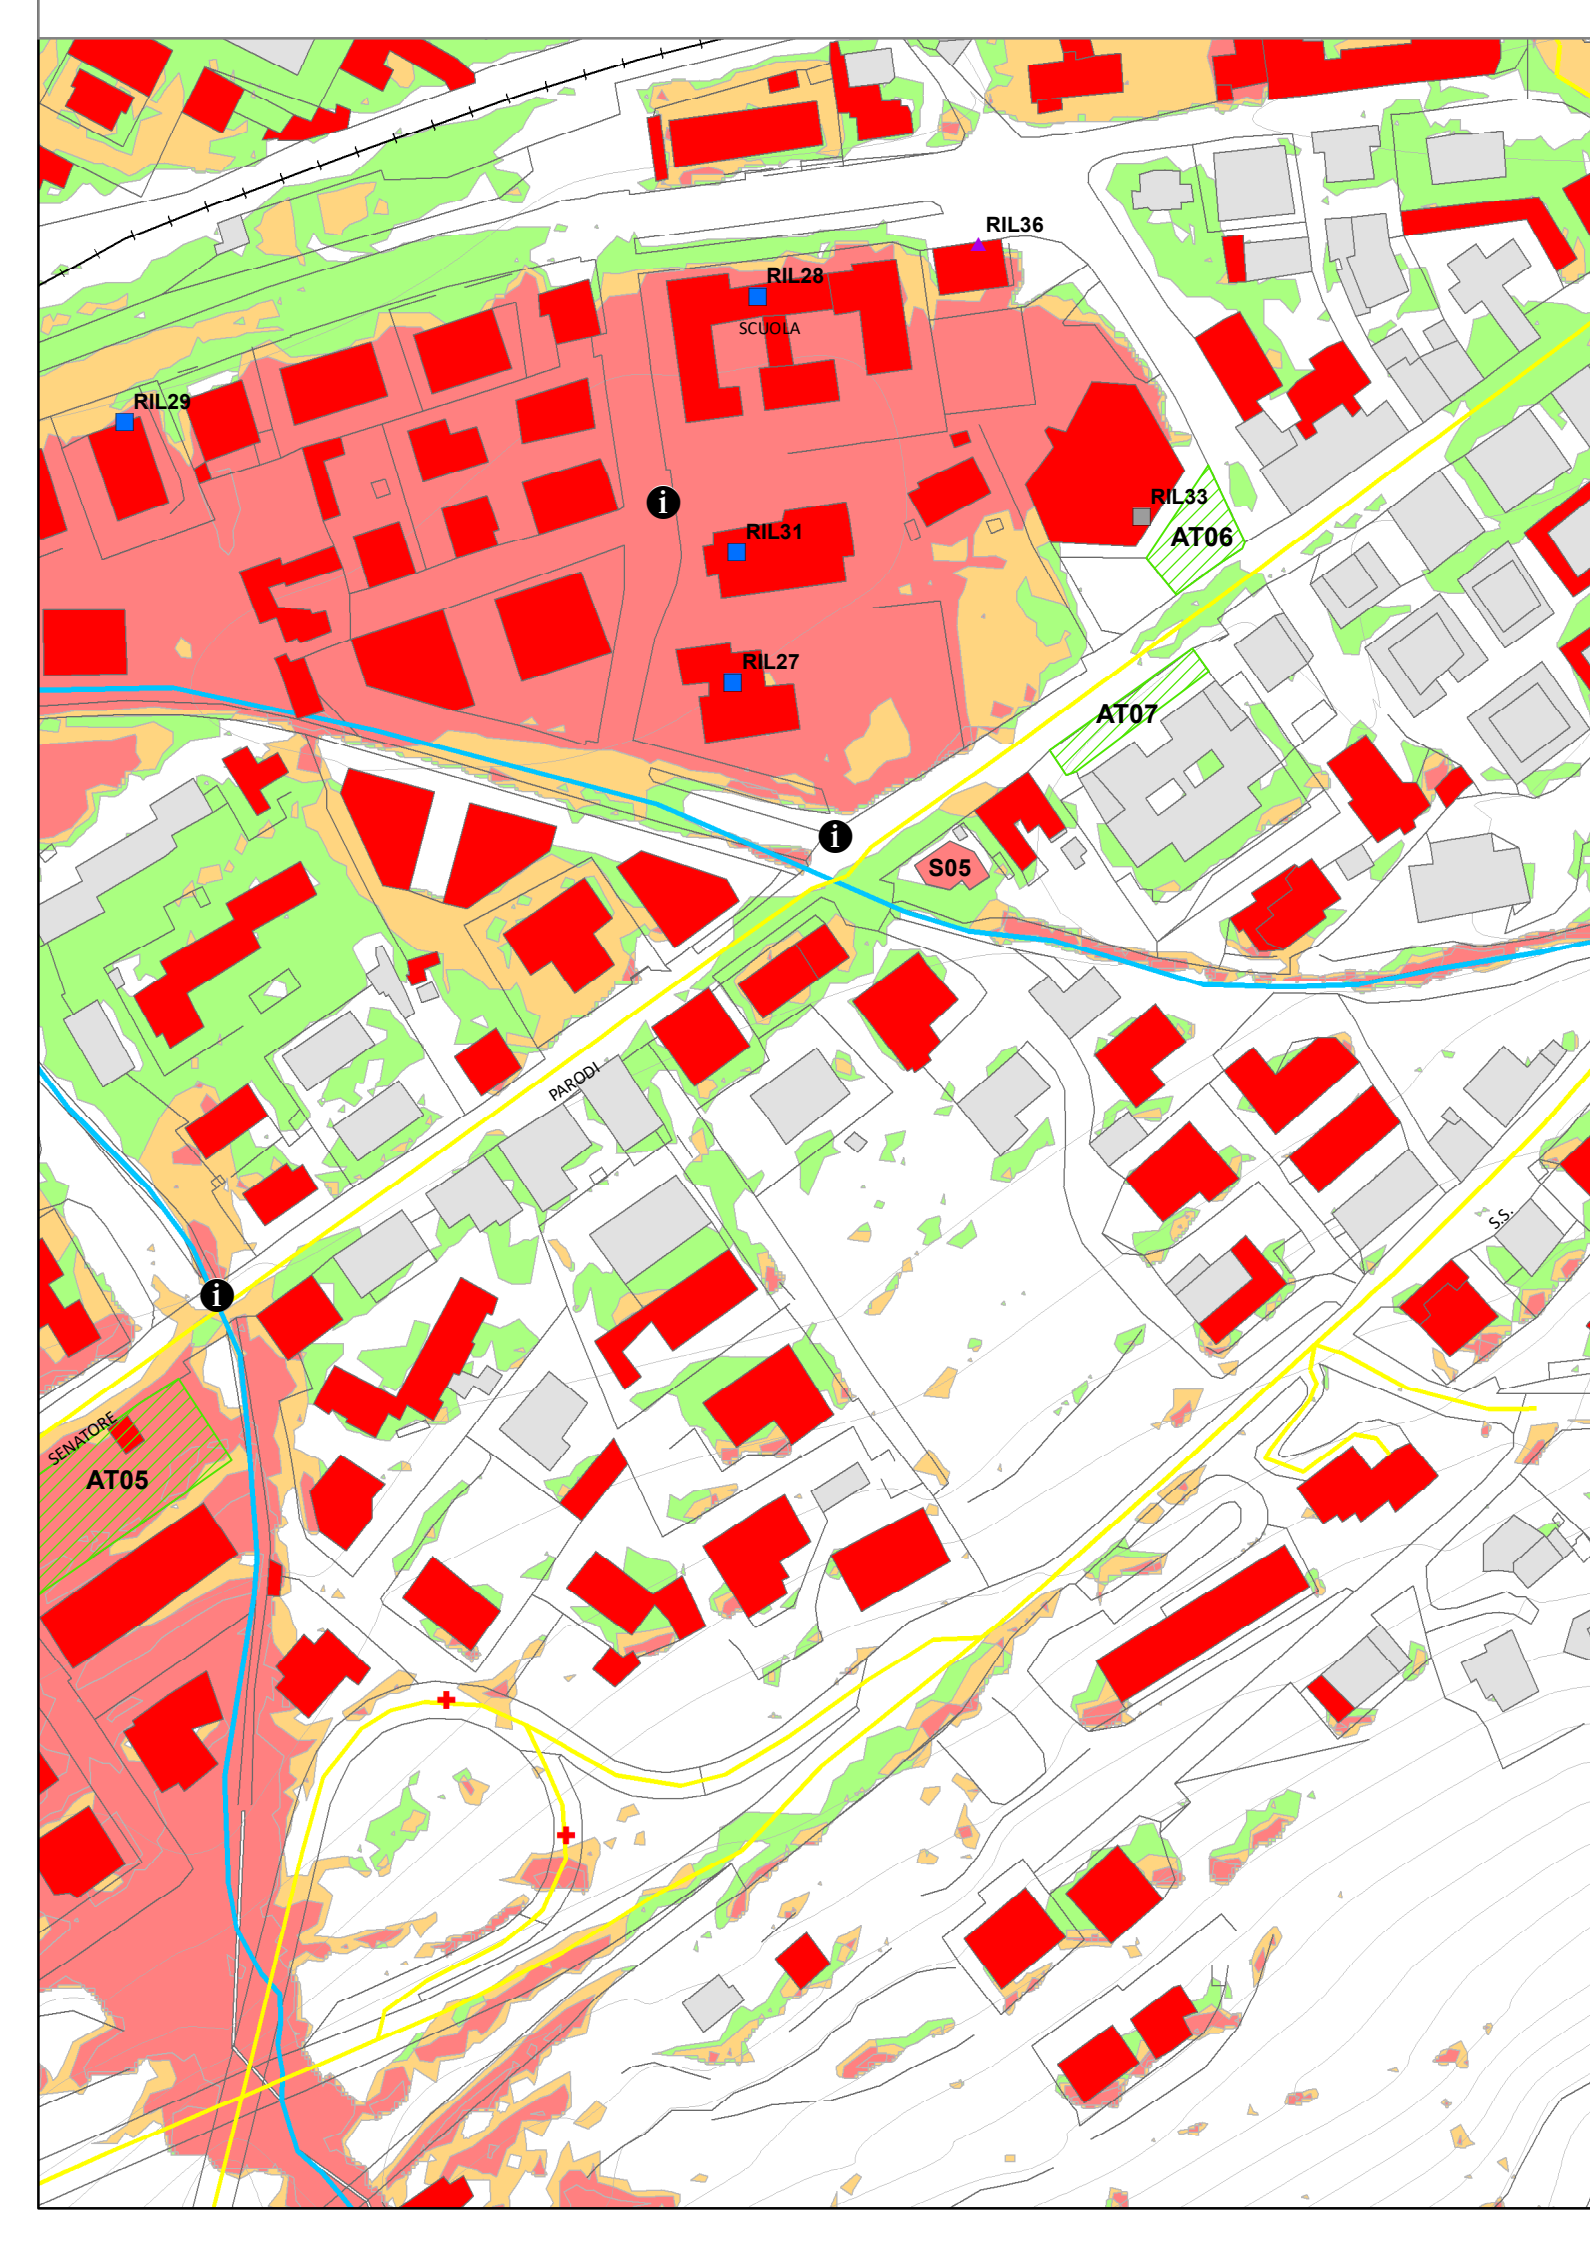 RIL36
RIL28
SCUOLA
RIL29
RIL33
i
RIL31
AT06
RIL27
AT07
i
S05
PARODI
S.S.
i
SENATORE
AT05